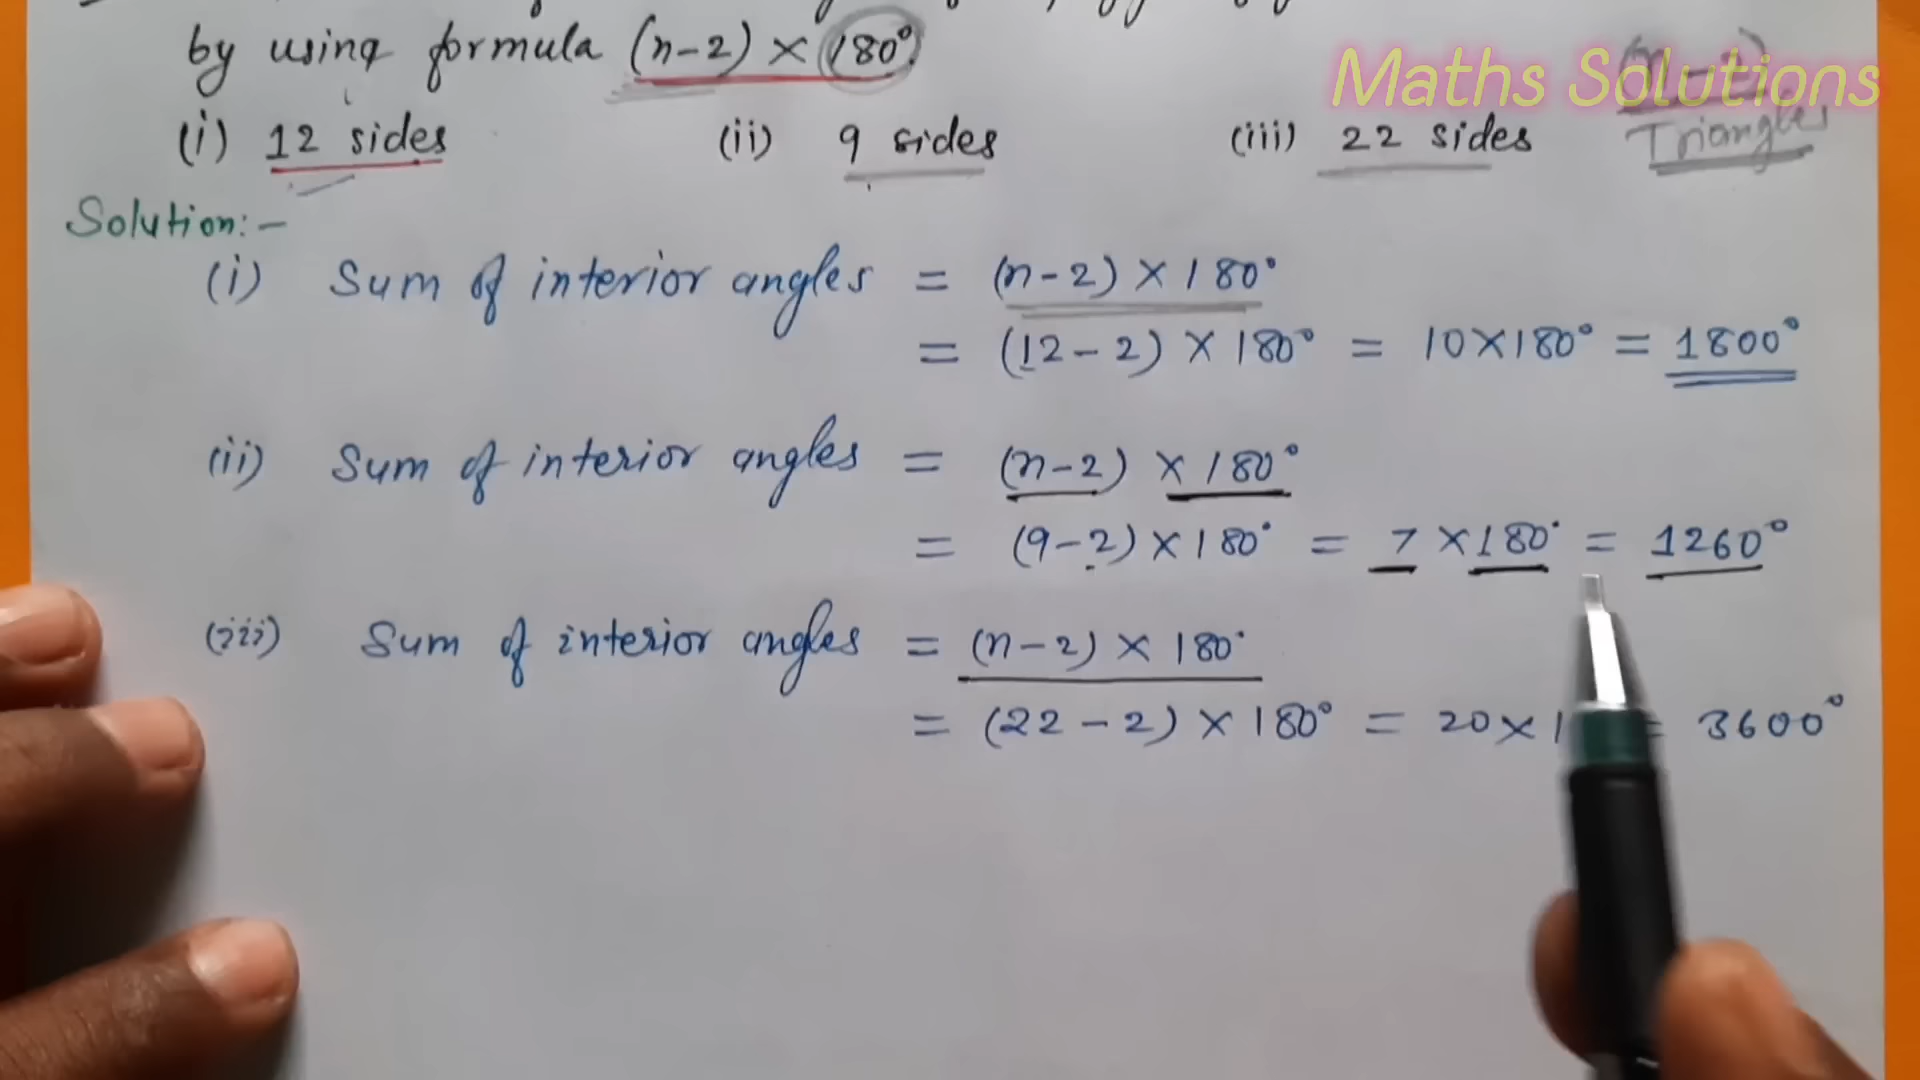 by using formula (n-2) × 180°.
Maths Solutions
(i) 12 sides (ii) 9 sides (iii) 22 sides
Triangles
Solution:-
(i) Sum of interior angles = (n-2) × 180°
= (12-2) × 180° = 10×180° = 1800°
(ii) Sum of interior angles = (n-2) × 180°
= (9-2) × 180° = 7 × 180° = 1260°
(iii) Sum of interior angles = (n-2) × 180°
= (22-2) × 180° = 20 × 1 = 3600°